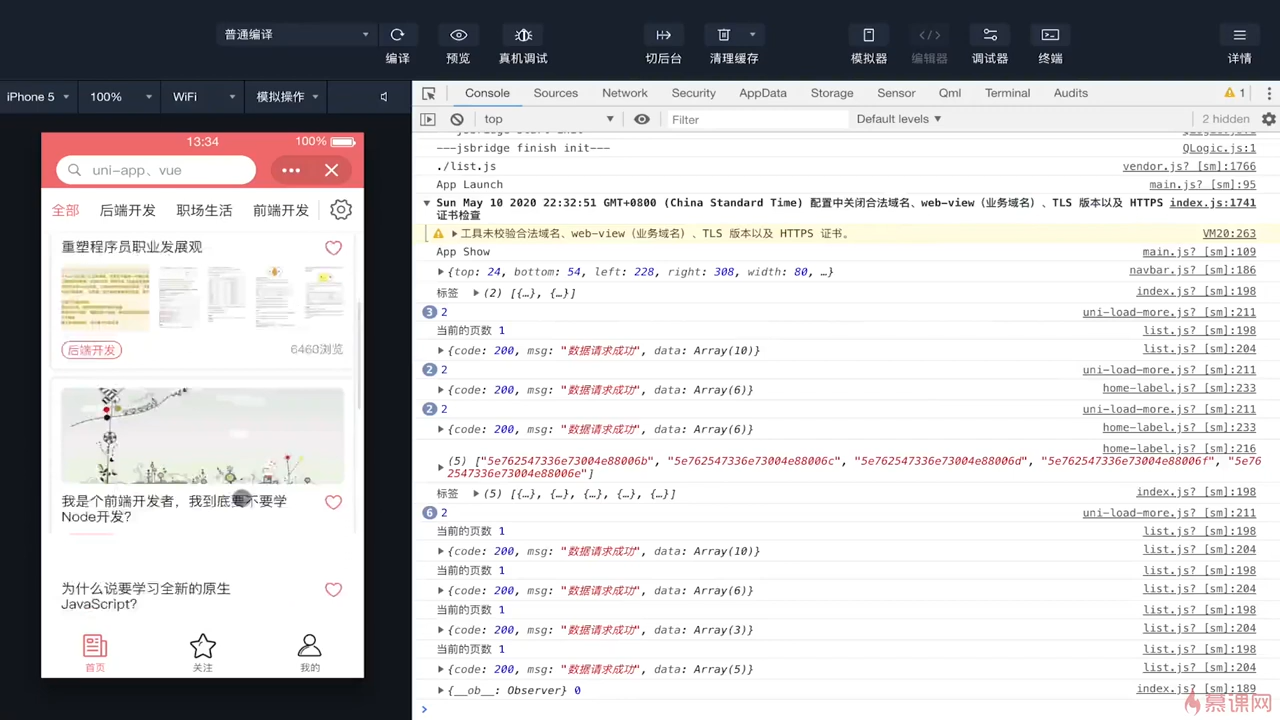 普通编译
编译
预览
真机调试
切后台
清理缓存
模拟器
编辑器
调试器
终端
详情
iPhone 5
100%
WiFi
模拟操作
13:34
100%
uni-app、vue
全部
后端开发
职场生活
前端开发
重塑程序员职业发展观
后端开发
6460浏览
我是个前端开发者，我到底要不要学
Node开发?
为什么说要学习全新的原生
JavaScript?
首页
关注
我的
Console Sources Network Security AppData Storage Sensor Qml Terminal Audits
1
top
Filter
Default levels
2 hidden
---jsbridge finish init--- QLogic.js:1
./list.js vendor.js? [sm]:1766
App Launch main.js? [sm]:95
Sun May 10 2020 22:32:51 GMT+0800 (China Standard Time) 配置中关闭合法域名、web-view（业务域名）、TLS 版本以及 HTTPS index.js:1741
证书检查
工具未校验合法域名、web-view（业务域名）、TLS 版本以及 HTTPS 证书。 VM20:263
App Show main.js? [sm]:109
{top: 24, bottom: 54, left: 228, right: 308, width: 80, …} navbar.js? [sm]:186
标签 (2) [{…}, {…}] index.js? [sm]:198
3 2 uni-load-more.js? [sm]:211
当前的页数 1 list.js? [sm]:198
{code: 200, msg: "数据请求成功", data: Array(10)} list.js? [sm]:204
2 2 uni-load-more.js? [sm]:211
{code: 200, msg: "数据请求成功", data: Array(6)} home-label.js? [sm]:233
2 2 uni-load-more.js? [sm]:211
{code: 200, msg: "数据请求成功", data: Array(6)} home-label.js? [sm]:233
home-label.js? [sm]:216
(5) ["5e762547336e73004e88006b", "5e762547336e73004e88006c", "5e762547336e73004e88006d", "5e762547336e73004e88006f", "5e76
2547336e73004e88006e"]
标签 (5) [{…}, {…}, {…}, {…}, {…}] index.js? [sm]:198
6 2 uni-load-more.js? [sm]:211
当前的页数 1 list.js? [sm]:198
{code: 200, msg: "数据请求成功", data: Array(10)} list.js? [sm]:204
当前的页数 1 list.js? [sm]:198
{code: 200, msg: "数据请求成功", data: Array(6)} list.js? [sm]:204
当前的页数 1 list.js? [sm]:198
{code: 200, msg: "数据请求成功", data: Array(3)} list.js? [sm]:204
当前的页数 1 list.js? [sm]:198
{code: 200, msg: "数据请求成功", data: Array(5)} list.js? [sm]:204
{__ob__: Observer} 0 index.js? [sm]:189
慕课网